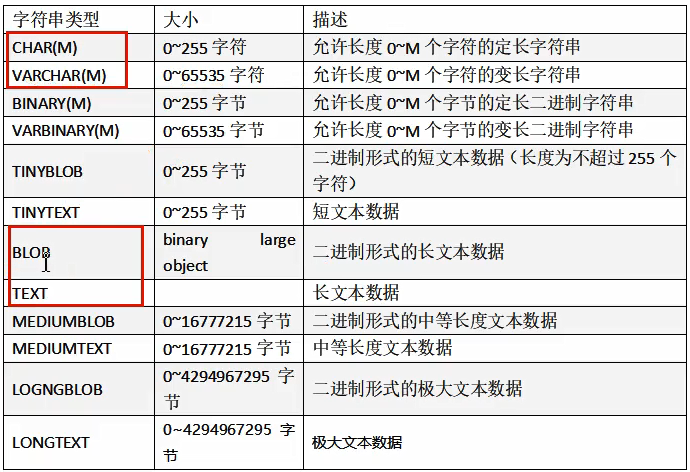 字符串类型 大小 描述
CHAR(M) 0~255 字符 允许长度 0~M 个字符的定长字符串
VARCHAR(M) 0~65535 字符 允许长度 0~M 个字符的变长字符串
BINARY(M) 0~255 字节 允许长度 0~M 个字节的定长二进制字符串
VARBINARY(M) 0~65535 字节 允许长度 0~M 个字节的变长二进制字符串
TINYBLOB 0~255 字节 二进制形式的短文本数据（长度为不超过 255 个
字符）
TINYTEXT 0~255 字节 短文本数据
BLOB binary large
object 二进制形式的长文本数据
TEXT 长文本数据
MEDIUMBLOB 0~16777215 字节 二进制形式的中等长度文本数据
MEDIUMTEXT 0~16777215 字节 中等长度文本数据
LOGNGBLOB 0~4294967295 字
节 二进制形式的极大文本数据
LONGTEXT 0~4294967295 字
节 极大文本数据